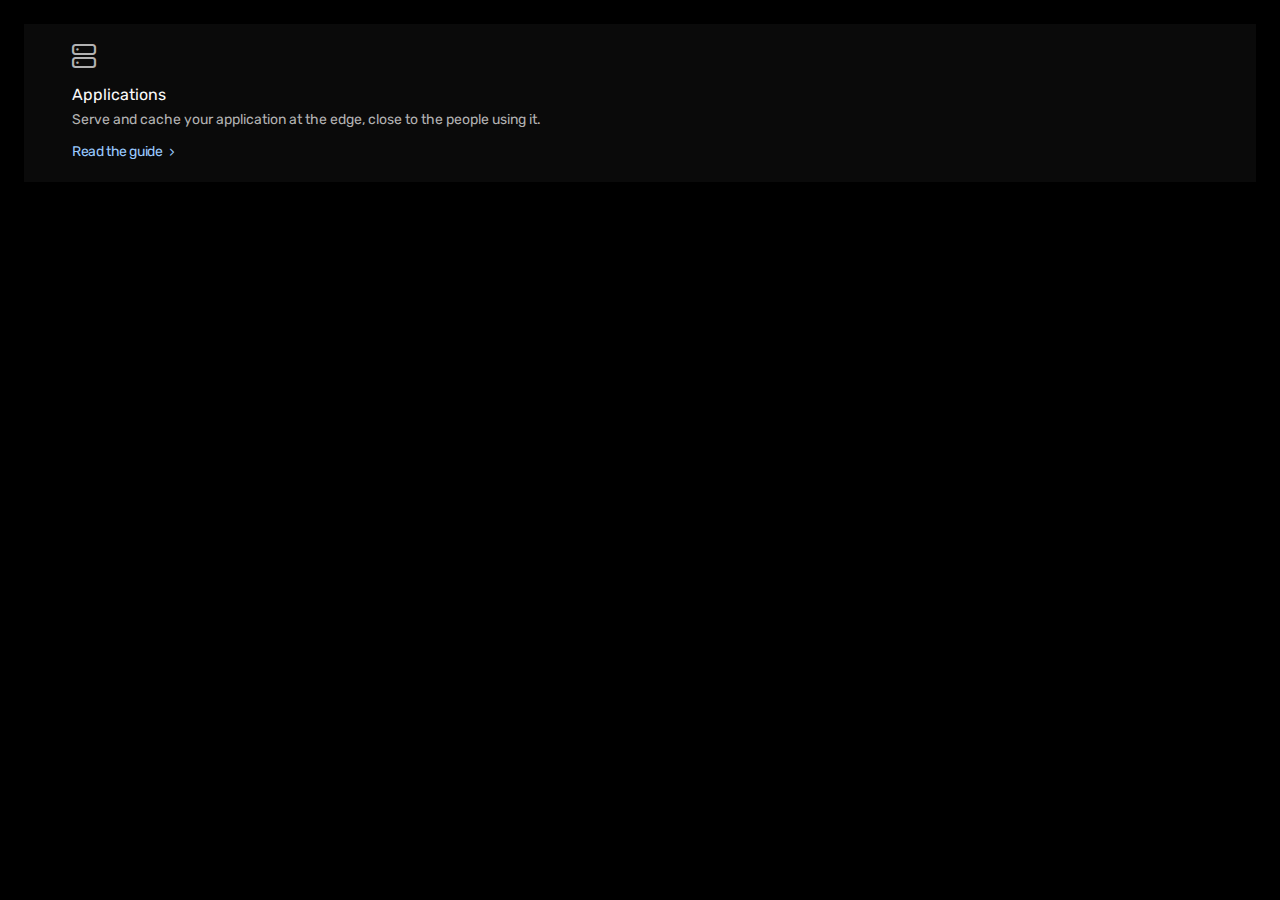 Applications
Serve and cache your application at the edge, close to the people using it.
Read the guide